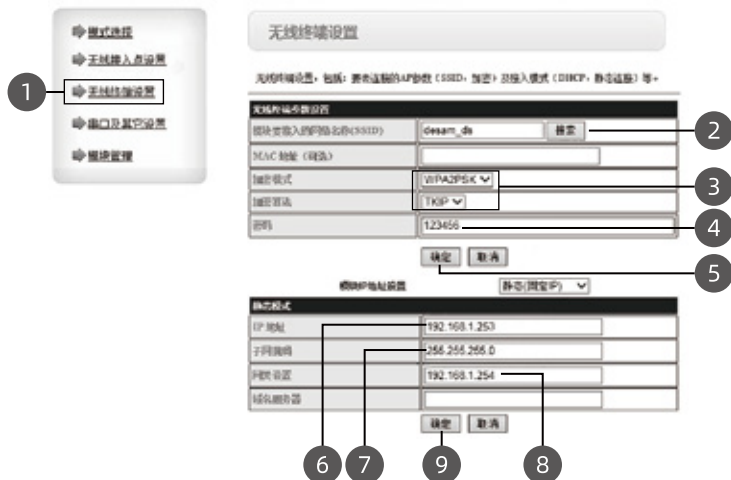 模式选择
无线接入点设置
无线终端设置
串口及其它设置
模块管理
无线终端设置
无线终端设置，包括：要去连接的AP参数（SSID，加密）及接入模式（DHCP，静态连接）等。
无线终端参数设置
模块要接入的网络名称(SSID)
搜索
MAC 地址（可选）
加密模式
WPA2PSK
加密算法
TKIP
密码
123456
确定 取消
模块IP地址设置
静态(固定IP)
静态模式
IP 地址
192.168.1.253
子网掩码
255.255.255.0
网关设置
192.168.1.254
域名服务器
确定 取消
1
2
3
4
5
6
7
9
8